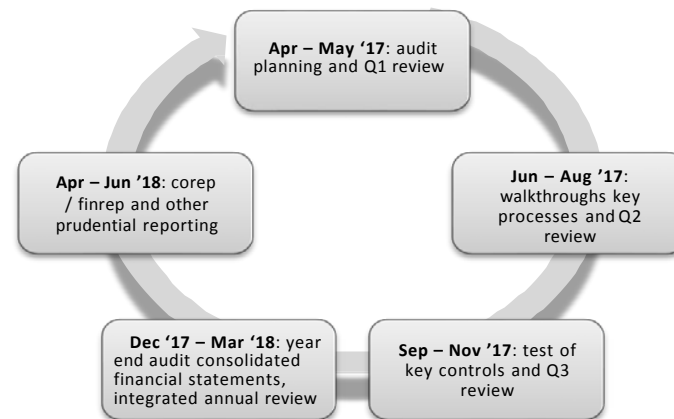 Apr – May ‘17: audit
planning and Q1 review
Jun – Aug ’17:
walkthroughs key
processes and Q2
review
Sep – Nov ’17: test of
key controls and Q3
review
Dec ‘17 – Mar ‘18: year
end audit consolidated
financial statements,
integrated annual review
Apr – Jun ’18: corep
/ finrep and other
prudential reporting